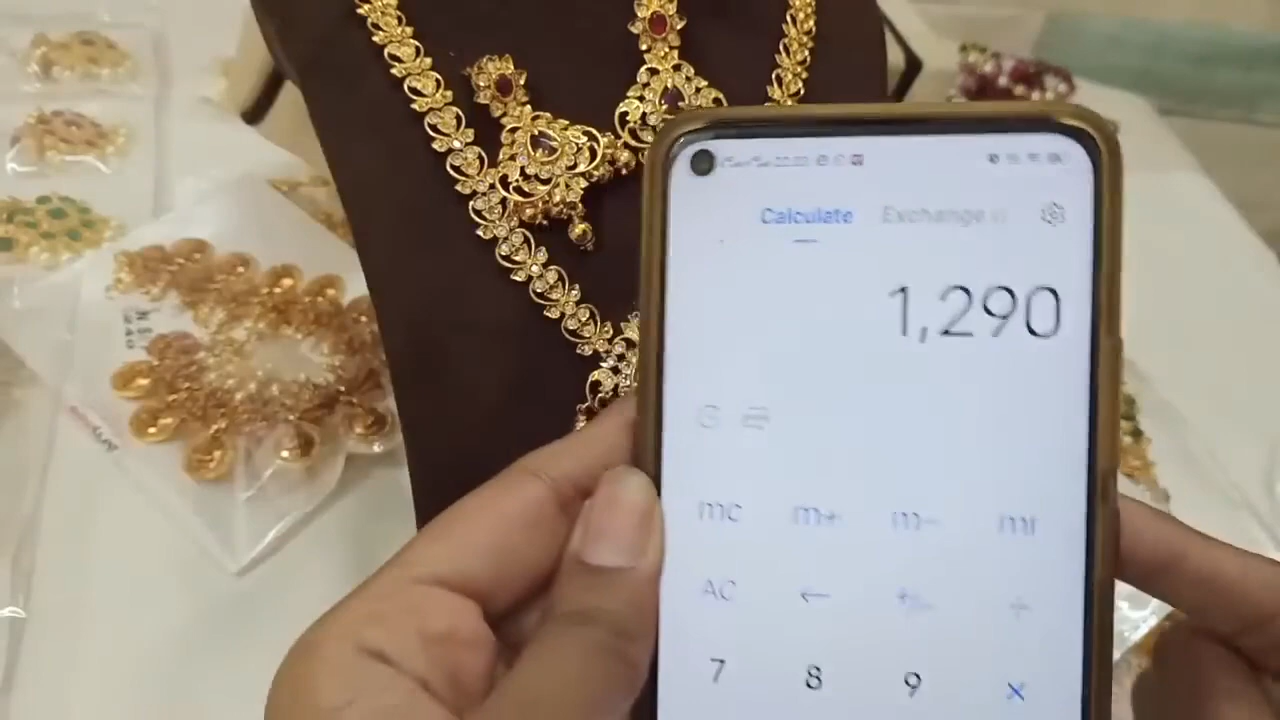 Calculate Exchange
1,290
mc m+ m- mr
AC ← ÷
7 8 9 ×